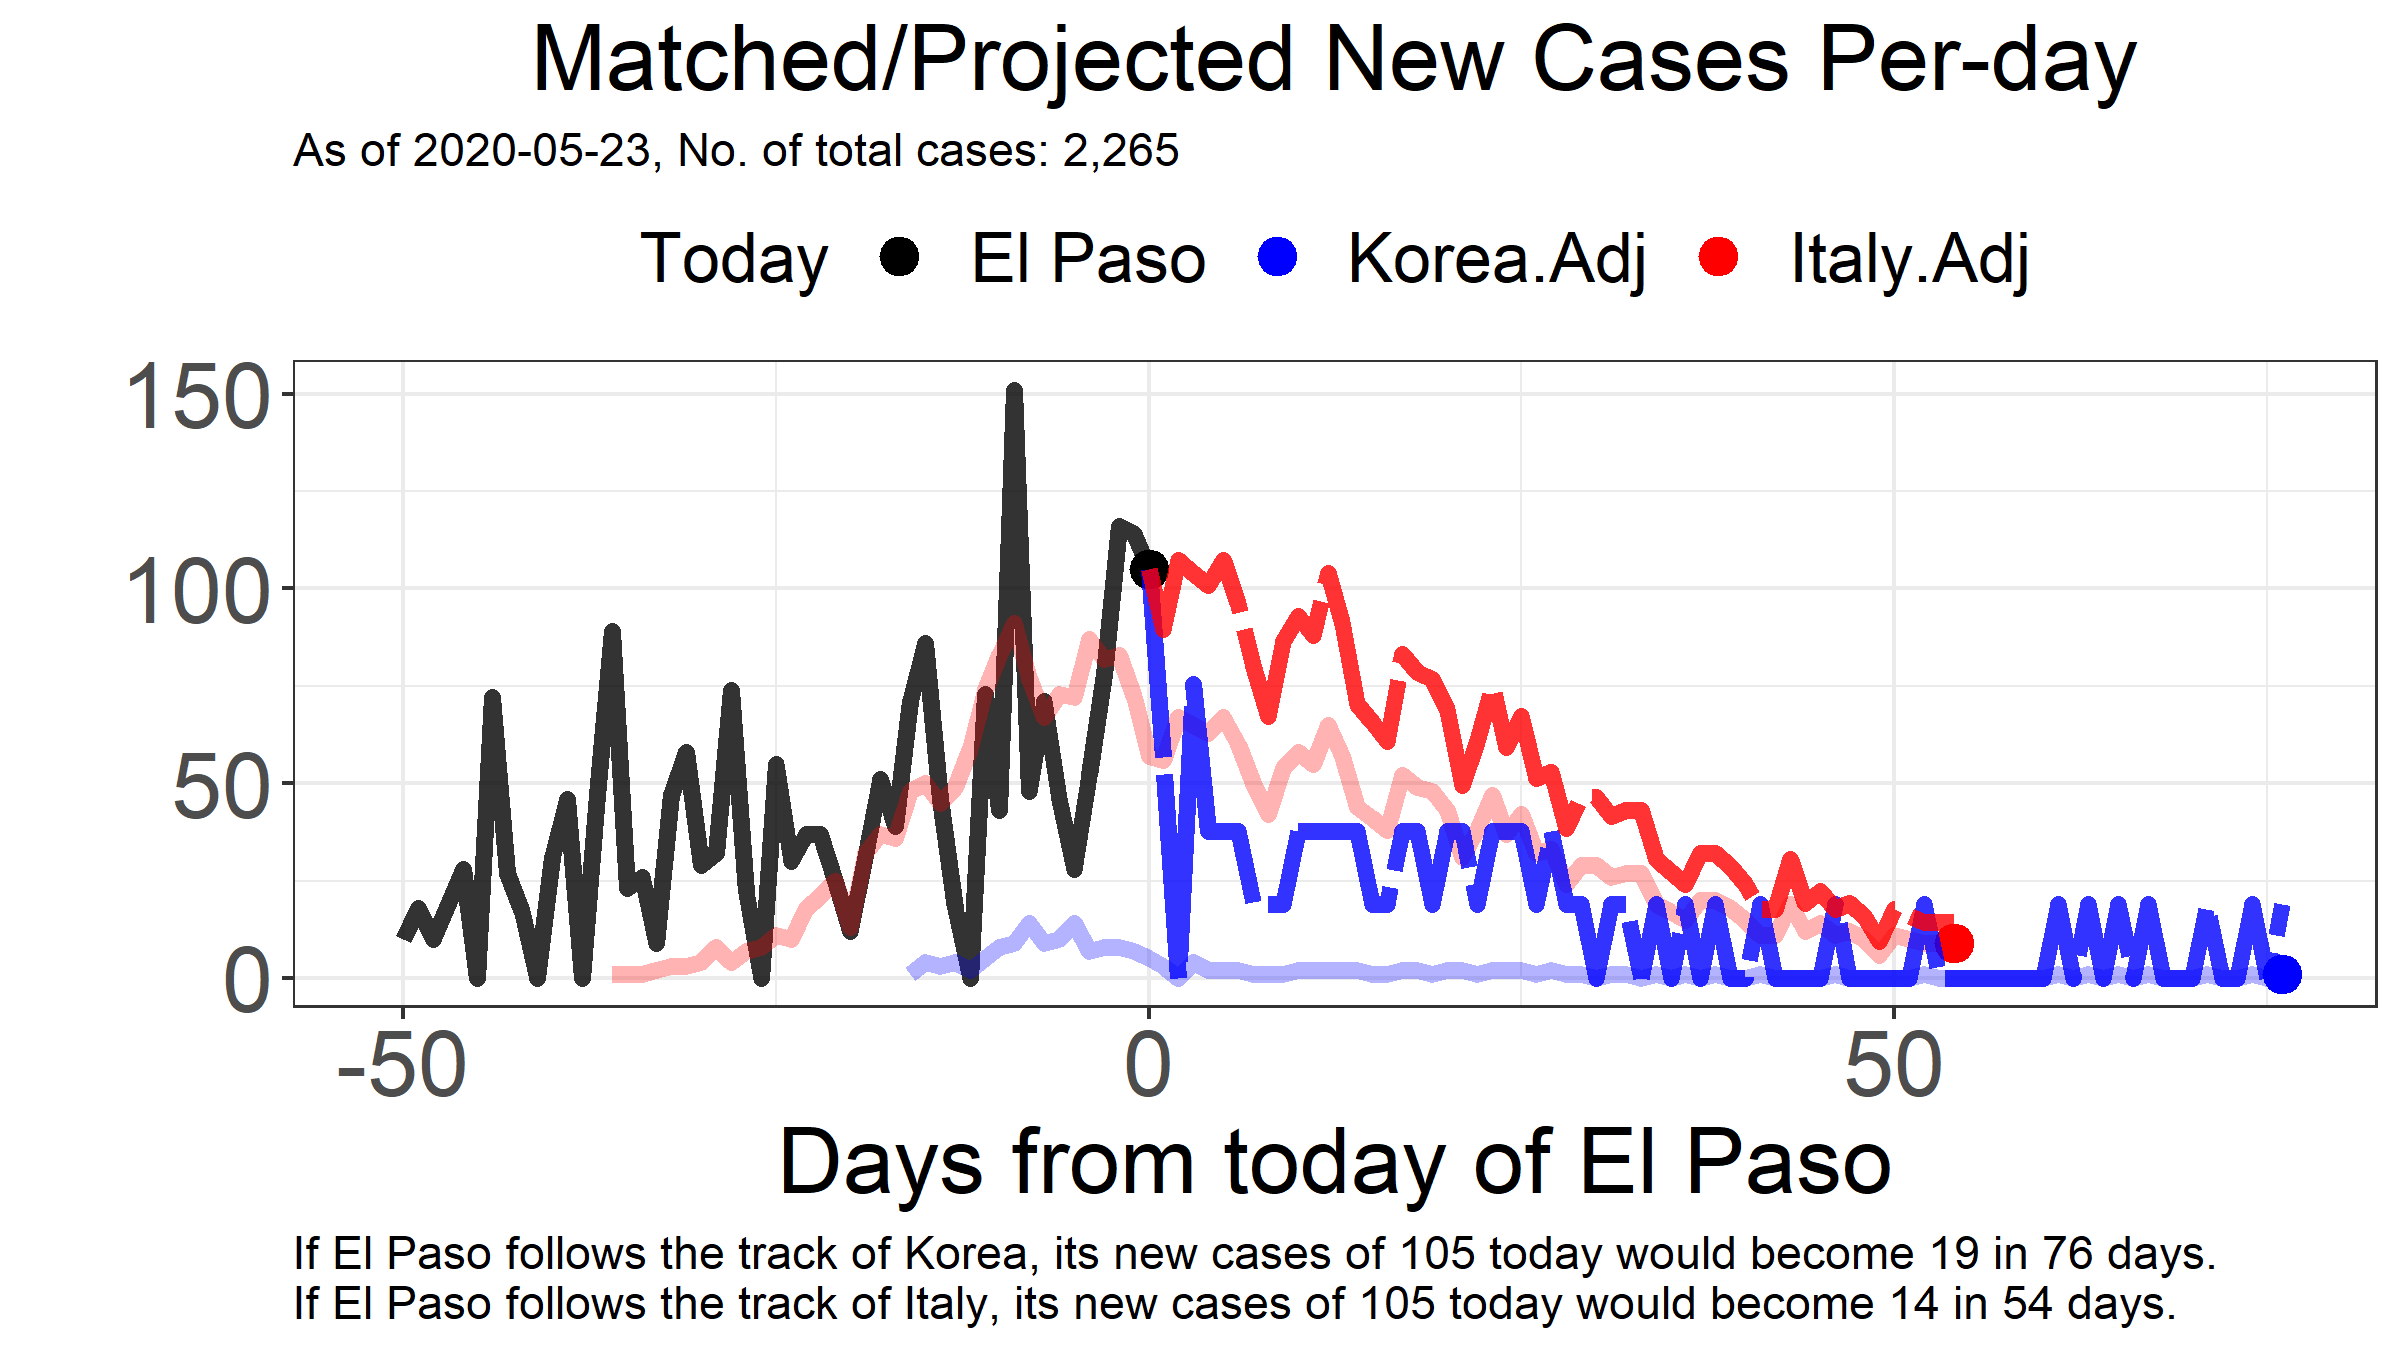 Matched/Projected New Cases Per-day
As of 2020-05-23, No. of total cases: 2,265
Today El Paso Korea.Adj Italy.Adj
150
100
50
0
-50 0 50
Days from today of El Paso
If El Paso follows the track of Korea, its new cases of 105 today would become 19 in 76 days.
If El Paso follows the track of Italy, its new cases of 105 today would become 14 in 54 days.